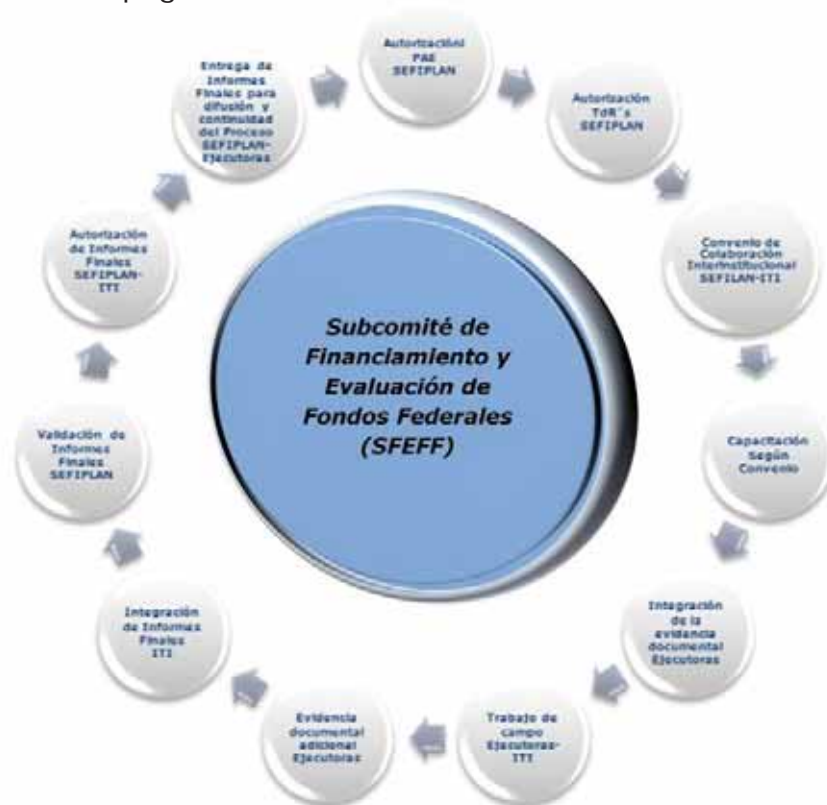 Autorizaciónl
PAE
SEFIPLAN
Autorización
TdR´s
SEFIPLAN
Convenio de
Colaboración
Interinstitucional
SEFILAN-ITI
Capacitación
Según
Convenio
Integración
de la
evidencia
documental
Ejecutoras
Trabajo de
campo
Ejecutoras-
ITI
Evidencia
documental
adicional
Ejecutoras
Integración
de Informes
Finales
ITI
Validación de
Informes
Finales
SEFIPLAN
Autorización
de Informes
Finales
SEFIPLAN-
ITI
Entrega de
Informes
Finales para
difusión y
continuidad
del Proceso
SEFIPLAN-
Ejecutoras
Subcomité de
Financiamiento y
Evaluación de
Fondos Federales
(SFEFF)